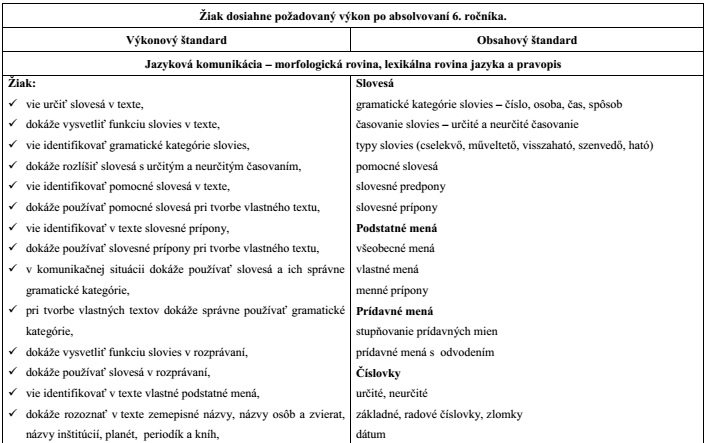 Žiak dosiahne požadovaný výkon po absolvovaní 6. ročníka.
Výkonový štandard
Obsahový štandard
Jazyková komunikácia – morfologická rovina, lexikálna rovina jazyka a pravopis
Žiak:
✓ vie určiť slovesá v texte,
✓ dokáže vysvetliť funkciu slovies v texte,
✓ vie identifikovať gramatické kategórie slovies,
✓ dokáže rozlíšiť slovesá s určitým a neurčitým časovaním,
✓ vie identifikovať pomocné slovesá v texte,
✓ dokáže používať pomocné slovesá pri tvorbe vlastného textu,
✓ vie identifikovať v texte slovesné prípony,
✓ dokáže používať slovesné prípony pri tvorbe vlastného textu,
✓ v komunikačnej situácii dokáže používať slovesá a ich správne
gramatické kategórie,
✓ pri tvorbe vlastných textov dokáže správne používať gramatické
kategórie,
✓ dokáže vysvetliť funkciu slovies v rozprávaní,
✓ dokáže používať slovesá v rozprávaní,
✓ vie identifikovať v texte vlastné podstatné mená,
✓ dokáže rozoznať v texte zemepisné názvy, názvy osôb a zvierat,
názvy inštitúcií, planét, periodík a kníh,
Slovesá
gramatické kategórie slovies – číslo, osoba, čas, spôsob
časovanie slovies – určité a neurčité časovanie
typy slovies (cselekvő, műveltető, visszaható, szenvedő, ható)
pomocné slovesá
slovesné predpony
slovesné prípony
Podstatné mená
všeobecné mená
vlastné mená
menné prípony
Prídavné mená
stupňovanie prídavných mien
prídavné mená s odvodením
Číslovky
určité, neurčité
základné, radové číslovky, zlomky
dátum